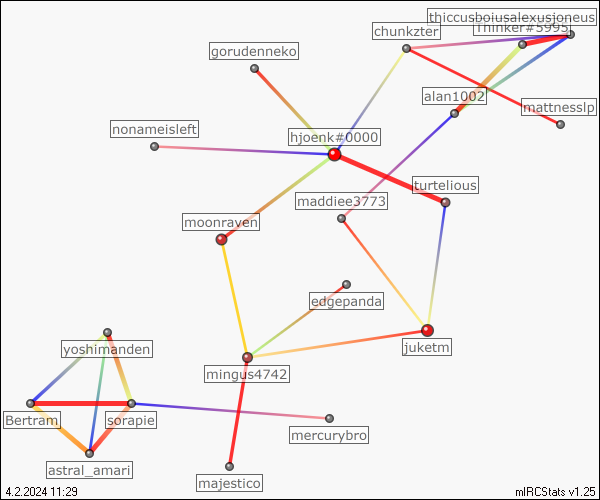 thiccusboiusalexusjoneus
chunkzter
Thinker#5995
gorudenneko
alan1002
mattnesslp
nonameisleft
hjoenk#0000
turtelious
maddiee3773
moonraven
edgepanda
yoshimanden
juketm
mingus4742
Bertram
sorapie
mercurybro
astral_amari
majestico
4.2.2024 11:29
mIRCStats v1.25